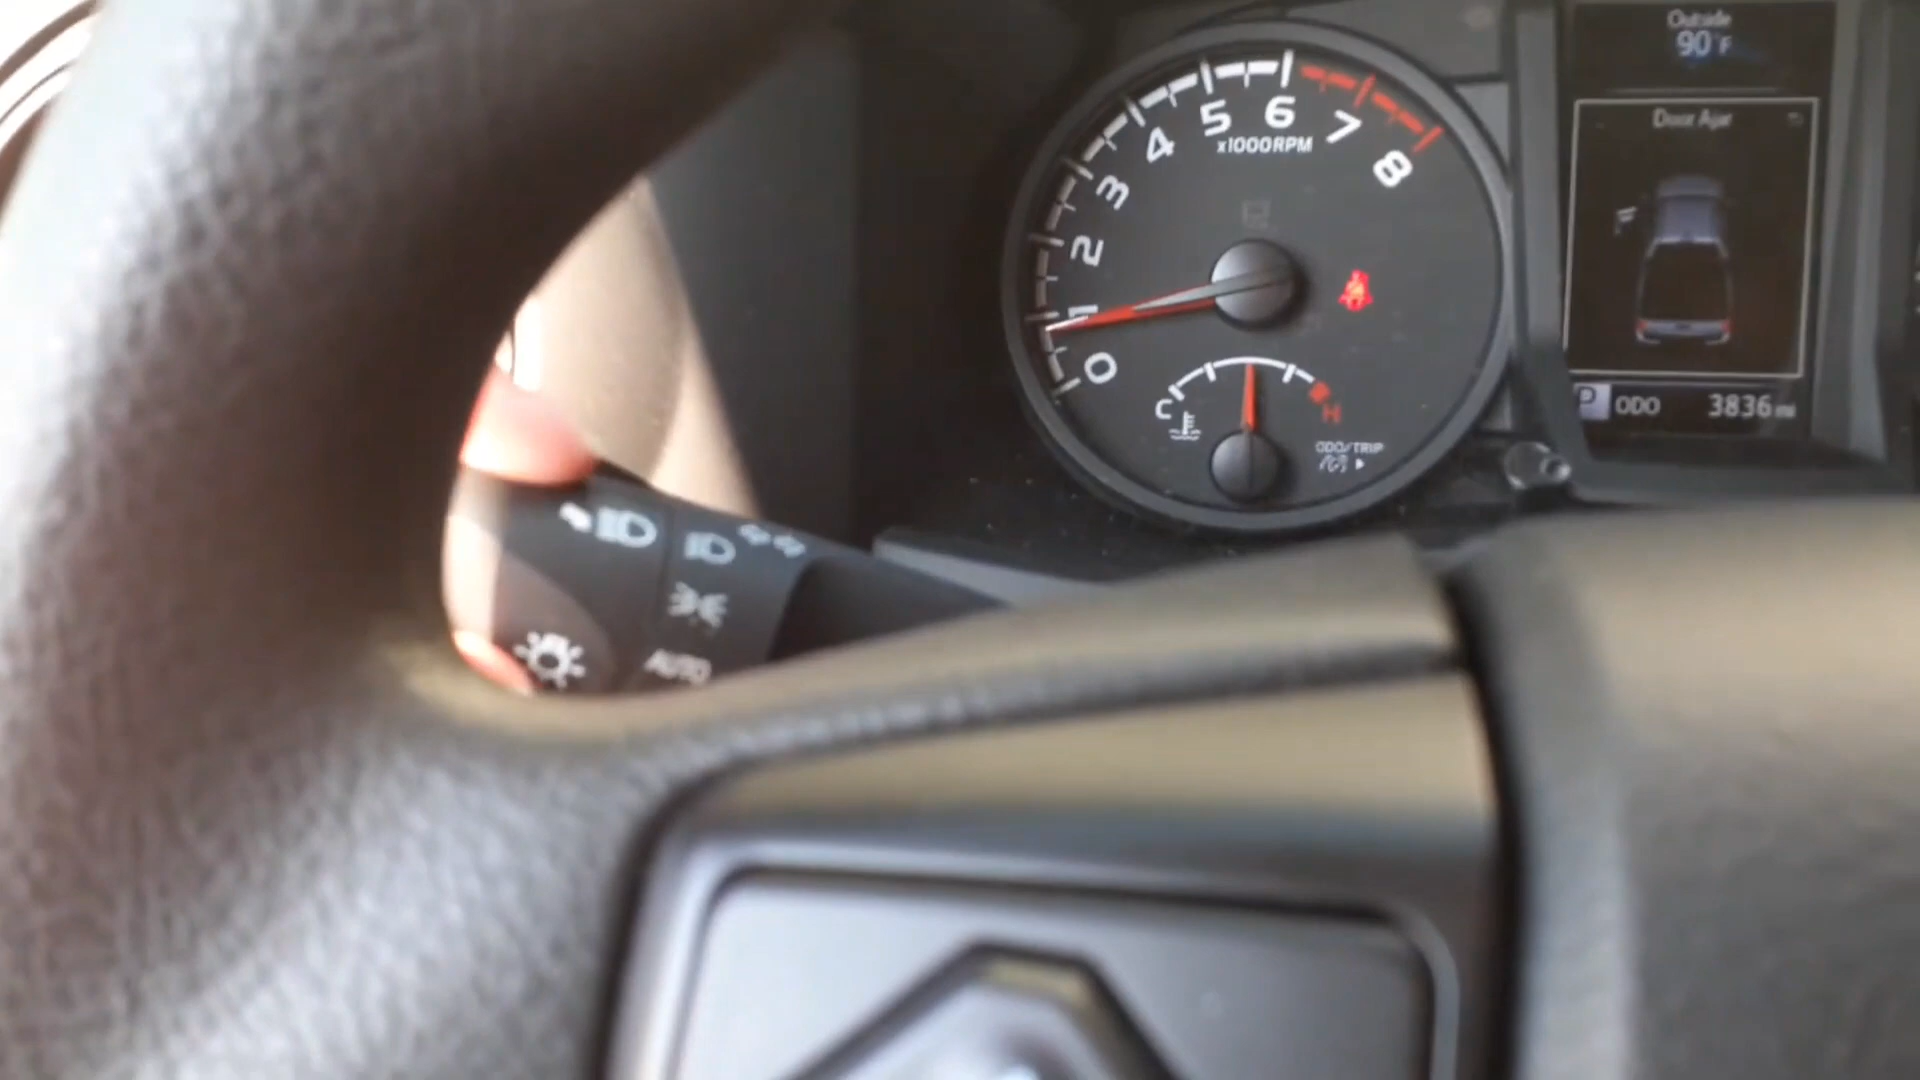 Outside
90°F
Door Ajar
P ODO 3836 mi
0 1 2 3 4 5 6 7 8
x1000RPM
C H
ODO/TRIP
AUTO